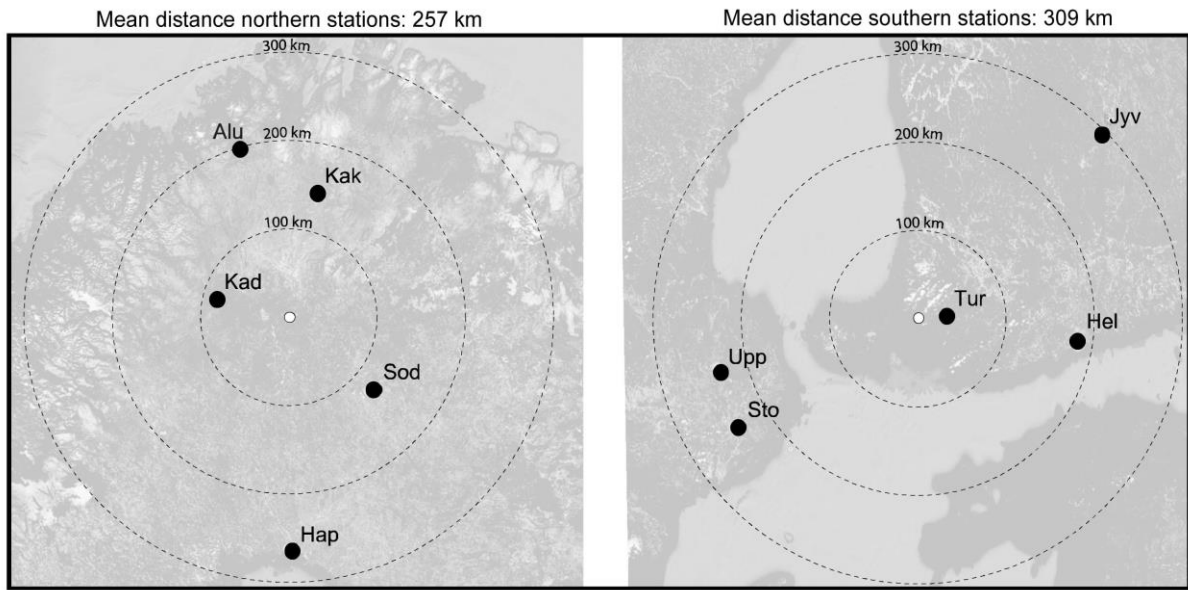 Mean distance northern stations: 257 km
Mean distance southern stations: 309 km
300 km
Alu
200 km
Kak
100 km
Kad
Sod
Hap
300 km
Jyv
200 km
100 km
Tur
Hel
Upp
Sto